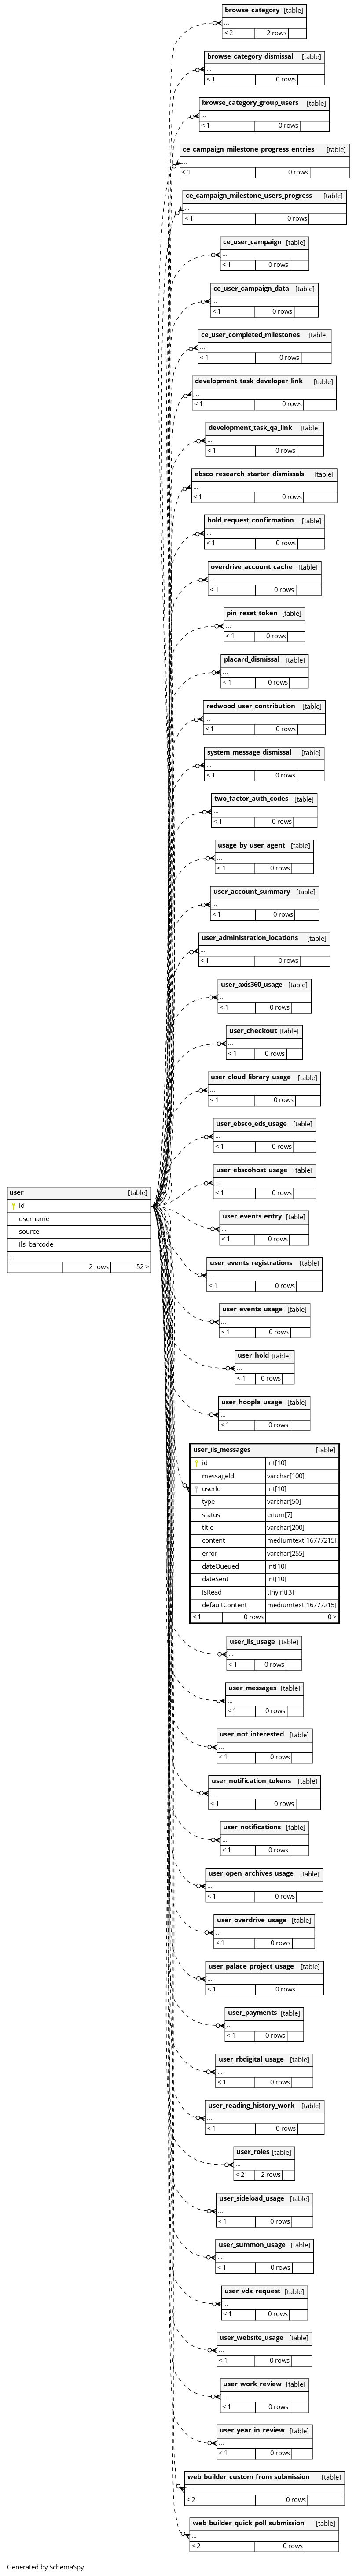 browse_category [table]
...
< 2 2 rows
browse_category_dismissal [table]
...
< 1 0 rows
browse_category_group_users [table]
...
< 1 0 rows
ce_campaign_milestone_progress_entries [table]
...
< 1 0 rows
ce_campaign_milestone_users_progress [table]
...
< 1 0 rows
ce_user_campaign [table]
...
< 1 0 rows
ce_user_campaign_data [table]
...
< 1 0 rows
ce_user_completed_milestones [table]
...
< 1 0 rows
development_task_developer_link [table]
...
< 1 0 rows
development_task_qa_link [table]
...
< 1 0 rows
ebsco_research_starter_dismissals [table]
...
< 1 0 rows
hold_request_confirmation [table]
...
< 1 0 rows
overdrive_account_cache [table]
...
< 1 0 rows
pin_reset_token [table]
...
< 1 0 rows
placard_dismissal [table]
...
< 1 0 rows
redwood_user_contribution [table]
...
< 1 0 rows
system_message_dismissal [table]
...
< 1 0 rows
two_factor_auth_codes [table]
...
< 1 0 rows
usage_by_user_agent [table]
...
< 1 0 rows
user_account_summary [table]
...
< 1 0 rows
user_administration_locations [table]
...
< 1 0 rows
user_axis360_usage [table]
...
< 1 0 rows
user_checkout [table]
...
< 1 0 rows
user_cloud_library_usage [table]
...
< 1 0 rows
user_ebsco_eds_usage [table]
...
< 1 0 rows
user_ebscohost_usage [table]
...
< 1 0 rows
user [table]
id
username
source
ils_barcode
...
2 rows 52 >
user_events_entry [table]
...
< 1 0 rows
user_events_registrations [table]
...
< 1 0 rows
user_events_usage [table]
...
< 1 0 rows
user_hold [table]
...
< 1 0 rows
user_hoopla_usage [table]
...
< 1 0 rows
user_ils_messages [table]
id int[10]
messageId varchar[100]
userId int[10]
type varchar[50]
status enum[7]
title varchar[200]
content mediumtext[16777215]
error varchar[255]
dateQueued int[10]
dateSent int[10]
isRead tinyint[3]
defaultContent mediumtext[16777215]
< 1 0 rows 0 >
user_ils_usage [table]
...
< 1 0 rows
user_messages [table]
...
< 1 0 rows
user_not_interested [table]
...
< 1 0 rows
user_notification_tokens [table]
...
< 1 0 rows
user_notifications [table]
...
< 1 0 rows
user_open_archives_usage [table]
...
< 1 0 rows
user_overdrive_usage [table]
...
< 1 0 rows
user_palace_project_usage [table]
...
< 1 0 rows
user_payments [table]
...
< 1 0 rows
user_rbdigital_usage [table]
...
< 1 0 rows
user_reading_history_work [table]
...
< 1 0 rows
user_roles [table]
...
< 2 2 rows
user_sideload_usage [table]
...
< 1 0 rows
user_summon_usage [table]
...
< 1 0 rows
user_vdx_request [table]
...
< 1 0 rows
user_website_usage [table]
...
< 1 0 rows
user_work_review [table]
...
< 1 0 rows
user_year_in_review [table]
...
< 1 0 rows
web_builder_custom_from_submission [table]
...
< 2 0 rows
web_builder_quick_poll_submission [table]
...
< 2 0 rows
Generated by SchemaSpy